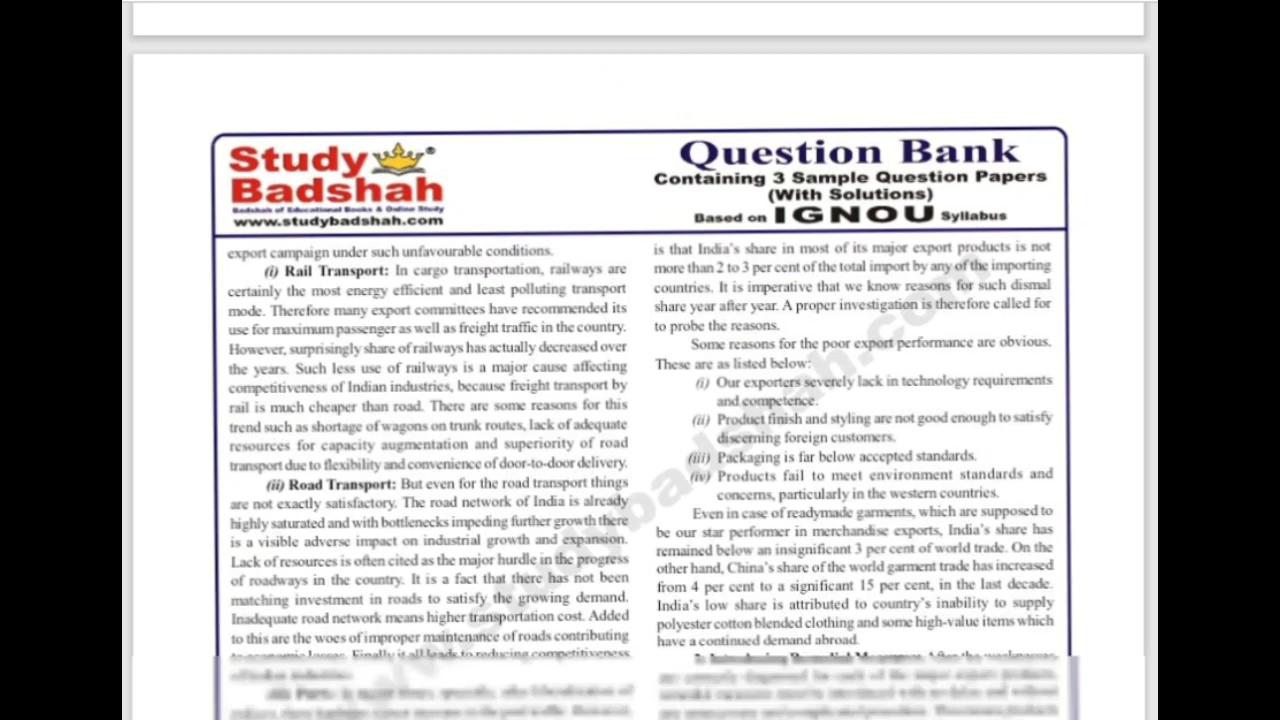 Study
Badshah
Badshah of Educational Books & Online Study
www.studybadshah.com
Question Bank
Containing 3 Sample Question Papers
(With Solutions)
Based on IGNOU Syllabus
export campaign under such unfavourable conditions.
(i) Rail Transport: In cargo transportation, railways are
certainly the most energy efficient and least polluting transport
mode. Therefore many export committees have recommended its
use for maximum passenger as well as freight traffic in the country.
However, surprisingly share of railways has actually decreased over
the years. Such less use of railways is a major cause affecting
competitiveness of Indian industries, because freight transport by
rail is much cheaper than road. There are some reasons for this
trend such as shortage of wagons on trunk routes, lack of adequate
resources for capacity augmentation and superiority of road
transport due to flexibility and convenience of door-to-door delivery.
(ii) Road Transport: But even for the road transport things
are not exactly satisfactory. The road network of India is already
highly saturated and with bottlenecks impeding further growth there
is a visible adverse impact on industrial growth and expansion.
Lack of resources is often cited as the major hurdle in the progress
of roadways in the country. It is a fact that there has not been
matching investment in roads to satisfy the growing demand.
Inadequate road network means higher transportation cost. Added
to this are the woes of improper maintenance of roads contributing
to economic losses. Finally it all leads to reducing competitiveness
is that India's share in most of its major export products is not
more than 2 to 3 per cent of the total import by any of the importing
countries. It is imperative that we know reasons for such dismal
share year after year. A proper investigation is therefore called for
to probe the reasons.
Some reasons for the poor export performance are obvious.
These are as listed below:
(i) Our exporters severely lack in technology requirements
and competence.
(ii) Product finish and styling are not good enough to satisfy
discerning foreign customers.
(iii) Packaging is far below accepted standards.
(iv) Products fail to meet environment standards and
concerns, particularly in the western countries.
Even in case of readymade garments, which are supposed to
be our star performer in merchandise exports, India's share has
remained below an insignificant 3 per cent of world trade. On the
other hand, China's share of the world garment trade has increased
from 4 per cent to a significant 15 per cent, in the last decade.
India's low share is attributed to country's inability to supply
polyester cotton blended clothing and some high-value items which
have a continued demand abroad.
www.studybadshah.com